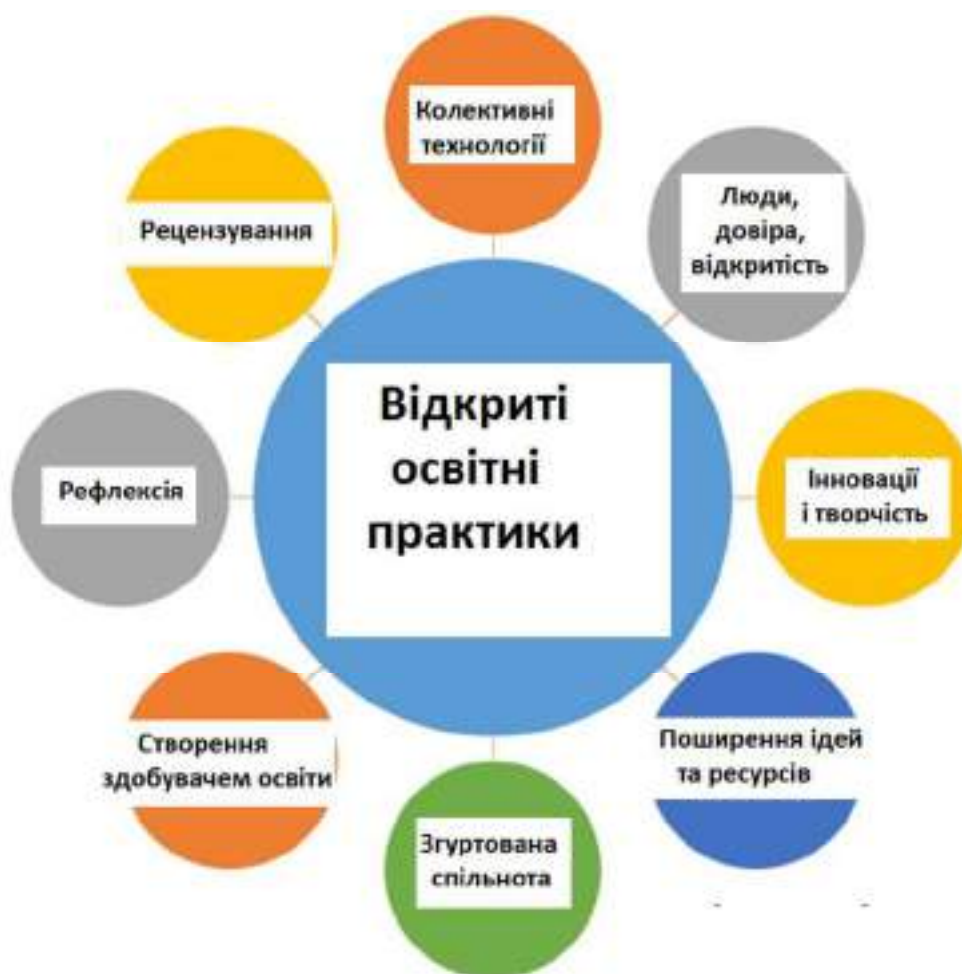 Колективні
технології
Люди,
довіра,
відкритість
Рецензування
Відкриті
освітні
практики
Рефлексія
Інновації
і творчість
Створення
здобувачем освіти
Поширення ідей
та ресурсів
Згуртована
спільнота